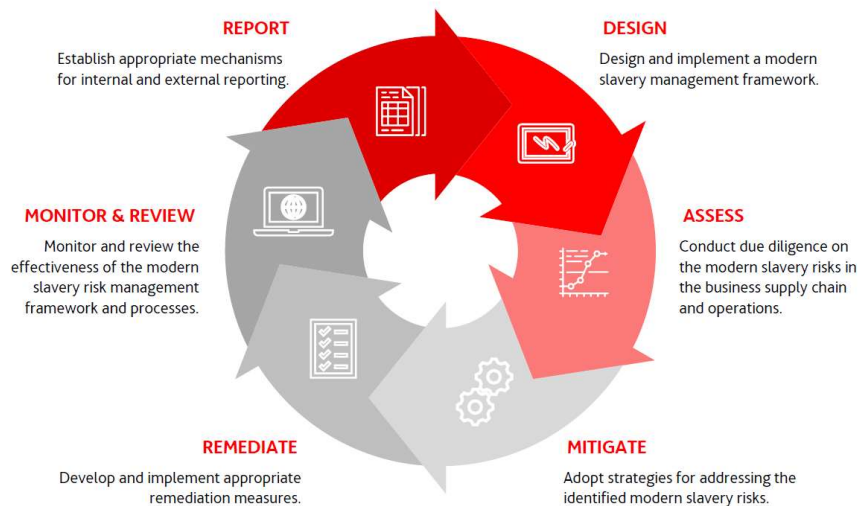 REPORT
Establish appropriate mechanisms
for internal and external reporting.
DESIGN
Design and implement a modern
slavery management framework.
MONITOR & REVIEW
Monitor and review the
effectiveness of the modern
slavery risk management
framework and processes.
ASSESS
Conduct due diligence on
the modern slavery risks in
the business supply chain
and operations.
REMEDIATE
Develop and implement appropriate
remediation measures.
MITIGATE
Adopt strategies for addressing the
identified modern slavery risks.